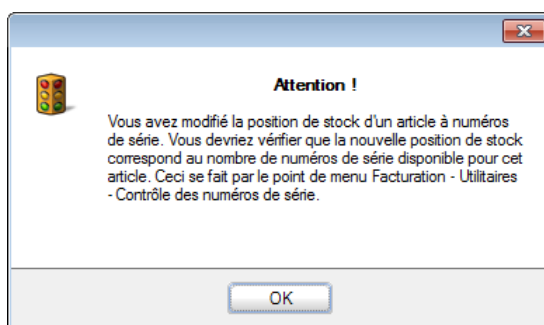 Attention !
Vous avez modifié la position de stock d'un article à numéros
de série. Vous devriez vérifier que la nouvelle position de stock
correspond au nombre de numéros de série disponible pour cet
article. Ceci se fait par le point de menu Facturation - Utilitaires
- Contrôle des numéros de série.
OK